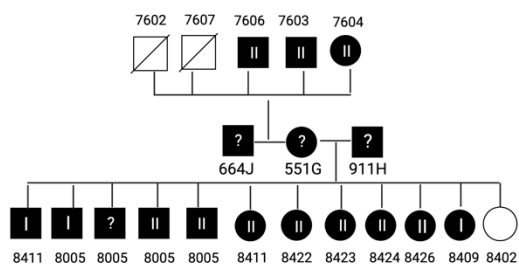 7602 7607 7606 7603 7604
II II II
? ? ?
664J 551G 911H
I I ? II II II II II II II I
8411 8005 8005 8005 8005 8411 8422 8423 8424 8426 8409 8402